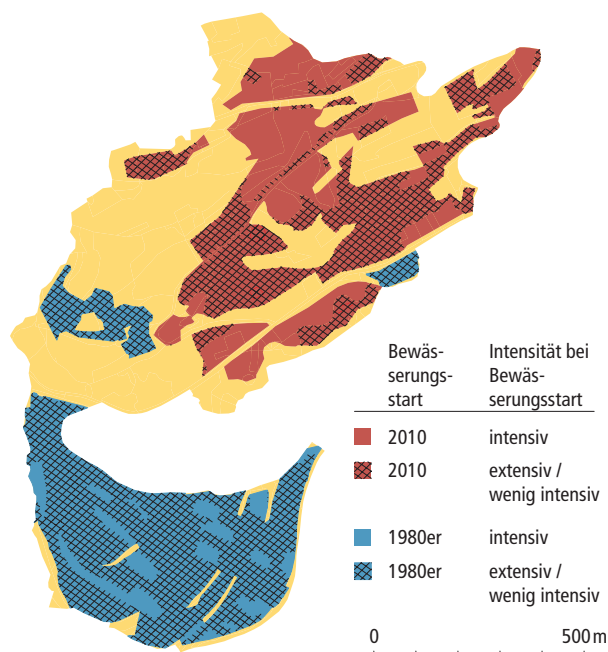 Bewäs-
serungs-
start
Intensität bei
Bewäs-
serungsstart
2010 intensiv
2010 extensiv /
wenig intensiv
1980er intensiv
1980er extensiv /
wenig intensiv
0 500 m